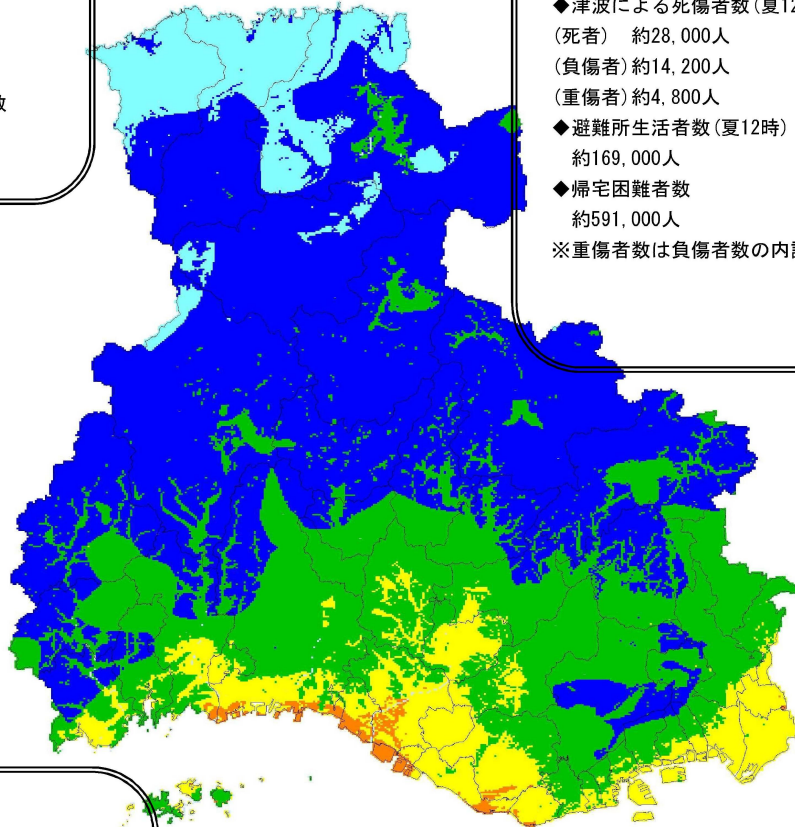 ◆津波による死傷者数(夏12
(死者) 約28,000人
(負傷者)約14,200人
(重傷者)約4,800人
◆避難所生活者数(夏12時)
約169,000人
◆帰宅困難者数
約591,000人
※重傷者数は負傷者数の内
数